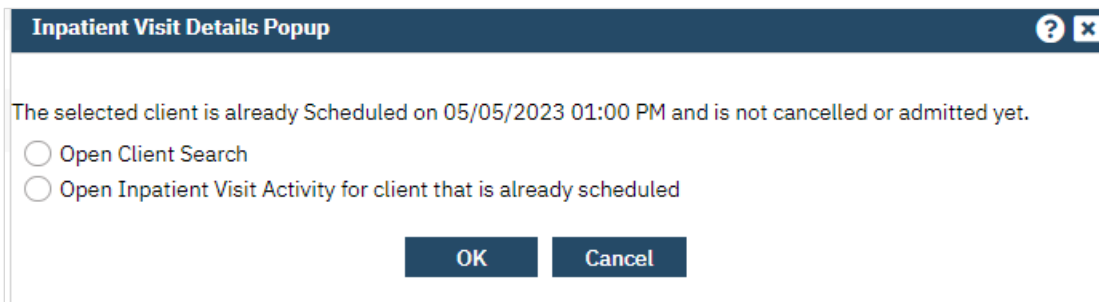 Inpatient Visit Details Popup
The selected client is already Scheduled on 05/05/2023 01:00 PM and is not cancelled or admitted yet.
Open Client Search
Open Inpatient Visit Activity for client that is already scheduled
OK Cancel